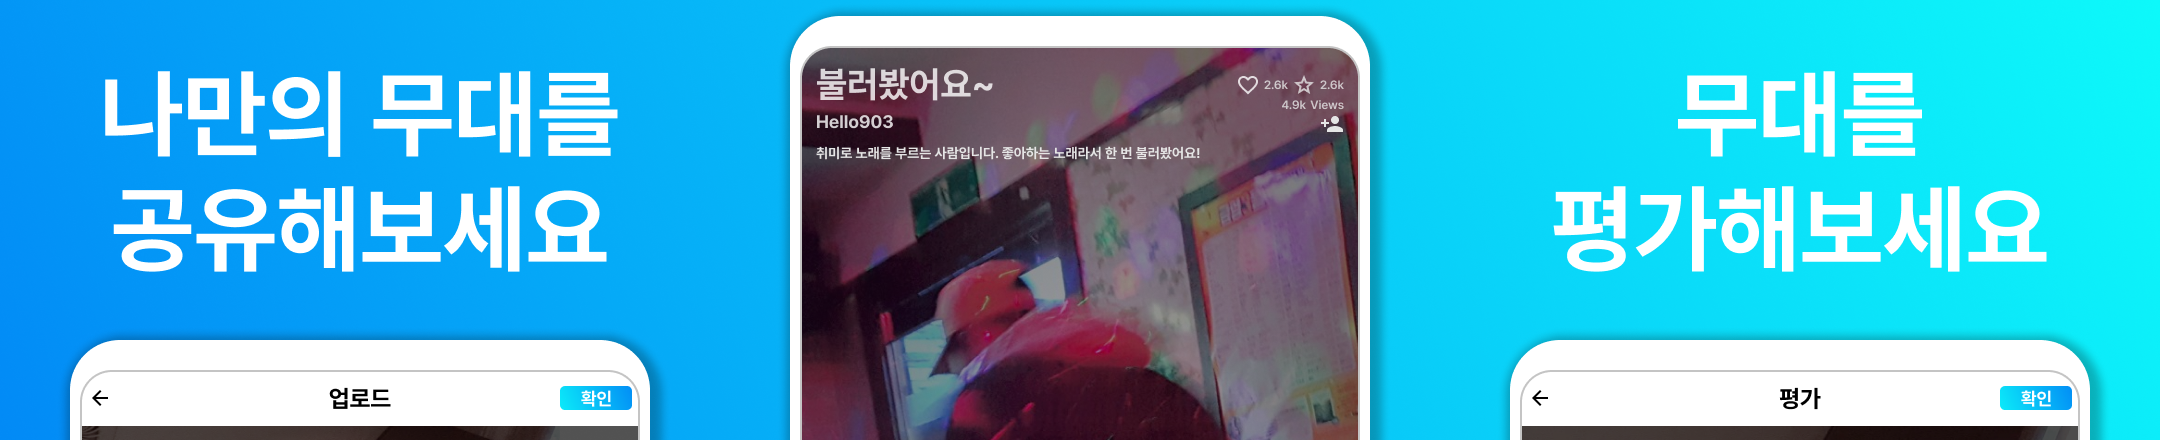 나만의 무대를
공유해보세요
업로드
확인
불러봤어요~
2.6k
2.6k
4.9k Views
Hello903
취미로 노래를 부르는 사람입니다. 좋아하는 노래라서 한 번 불러봤어요!
무대를
평가해보세요
평가
확인